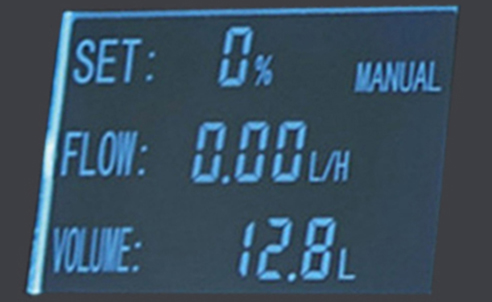 SET: 0%
MANUAL
FLOW: 0.00 L/H
VOLUME: 12.8 L